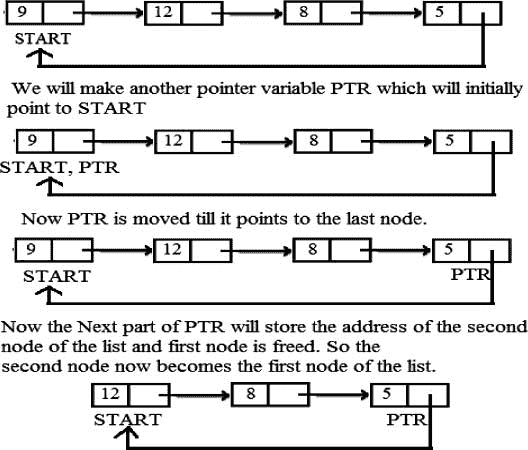 9 12 8 5
START
We will make another pointer variable PTR which will initially
point to START
9 12 8 5
START, PTR
Now PTR is moved till it points to the last node.
9 12 8 5
START PTR
Now the Next part of PTR will store the address of the second
node of the list and first node is freed. So the
second node now becomes the first node of the list.
12 8 5
START PTR